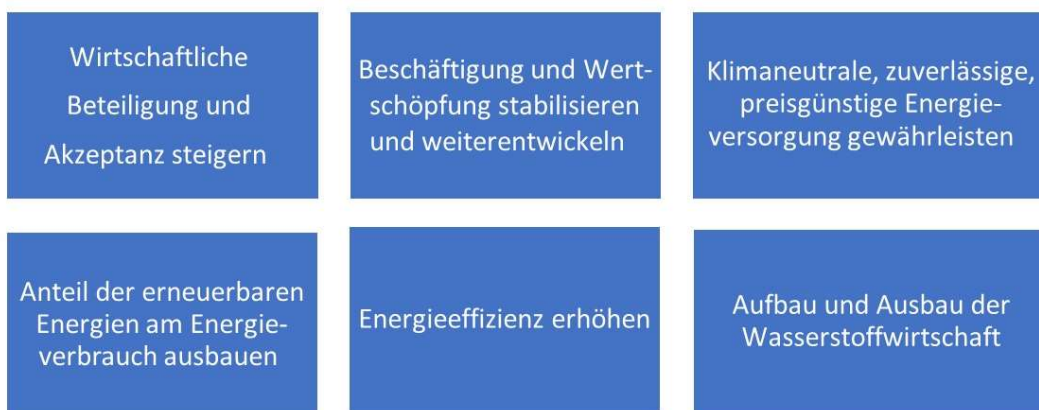 Wirtschaftliche
Beteiligung und
Akzeptanz steigern
Beschäftigung und Wert-
schöpfung stabilisieren
und weiterentwickeln
Klimaneutrale, zuverlässige,
preisgünstige Energie-
versorgung gewährleisten
Anteil der erneuerbaren
Energien am Energie-
verbrauch ausbauen
Energieeffizienz erhöhen
Aufbau und Ausbau der
Wasserstoffwirtschaft